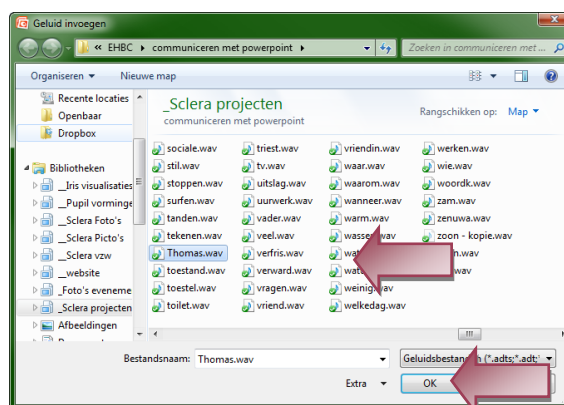 Geluid invoegen
« EHBC ▸ communiceren met powerpoint ▸
Zoeken in communiceren met ...
Organiseren
Nieuwe map
Recente locaties
Openbaar
Dropbox
Bibliotheken
_Iris visualisaties
_Pupil vorminge
_Sclera Foto's
_Sclera Picto's
_Sclera vzw
__website
_Foto's eveneme
_Sclera projecten
Afbeeldingen
_Sclera projecten
communiceren met powerpoint
Rangschikken op: Map
sociale.wav triest.wav vriendin.wav werken.wav
stil.wav tv.wav waar.wav wie.wav
stoppen.wav uitslag.wav waarom.wav woordk.wav
surfen.wav uurwerk.wav wanneer.wav zam.wav
tanden.wav vader.wav warm.wav zenuwa.wav
tekenen.wav veel.wav zoon - kopie.wav
Thomas.wav verfris.wav
toestand.wav verward.wav
toestel.wav vragen.wav
toilet.wav vriend.wav welkedag.wav
Bestandsnaam: Thomas.wav
(*.adts;*.adt;*
Extra OK